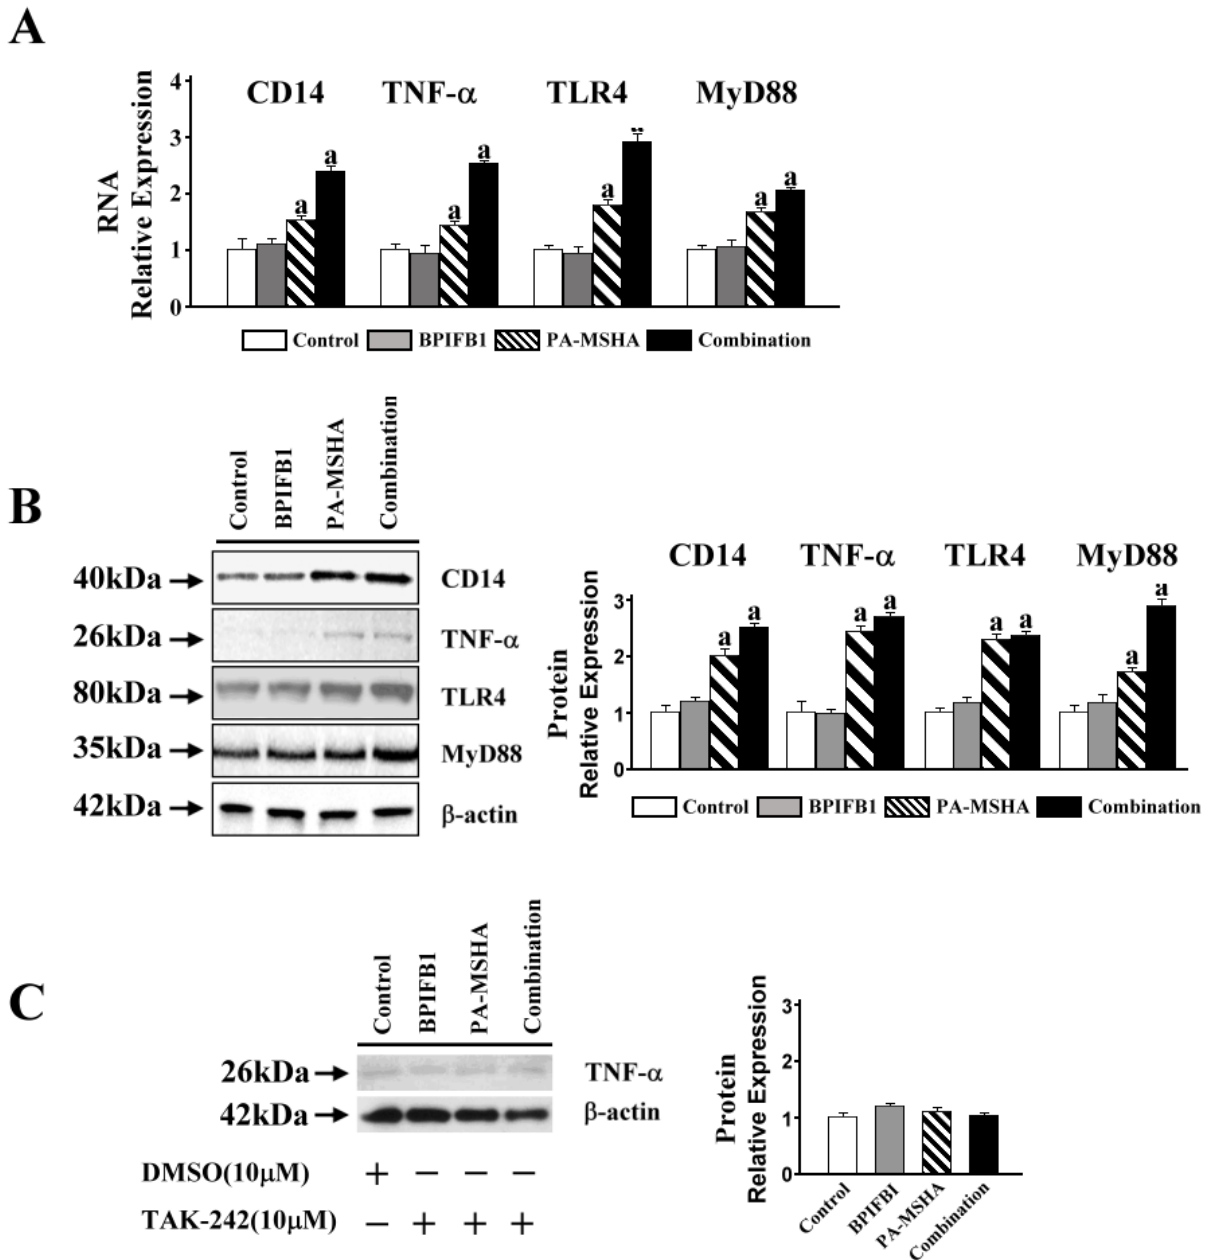 A
CD14 TNF-α TLR4 MyD88
RNA
Relative Expression
4
3
2
1
0
a a a a a a a
Control BPIFB1 PA-MSHA Combination
B
Control BPIFB1 PA-MSHA Combination
40kDa CD14
26kDa TNF-α
80kDa TLR4
35kDa MyD88
42kDa β-actin
CD14 TNF-α TLR4 MyD88
Protein
Relative Expression
3
2
1
0
a a a a a a a a
Control BPIFB1 PA-MSHA Combination
C
Control BPIFB1 PA-MSHA Combination
26kDa TNF-α
42kDa β-actin
DMSO(10μM) + − − −
TAK-242(10μM) − + + +
Protein
Relative Expression
3
2
1
0
Control BPIFBI PA-MSHA Combination